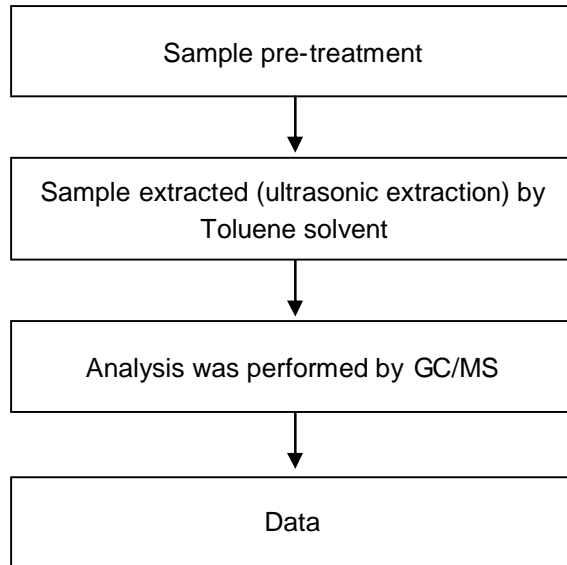 Sample pre-treatment
Sample extracted (ultrasonic extraction) by
Toluene solvent
Analysis was performed by GC/MS
Data